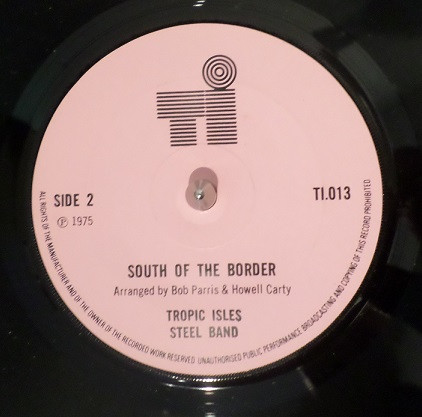 TI
SIDE 2
TI.013
℗ 1975
SOUTH OF THE BORDER
Arranged by Bob Parris & Howell Carty
TROPIC ISLES
STEEL BAND
ALL RIGHTS OF THE MANUFACTURER AND OF THE OWNER OF THE RECORDED WORK RESERVED UNAUTHORISED PUBLIC PERFORMANCE BROADCASTING AND COPYING OF THIS RECORD PROHIBITED